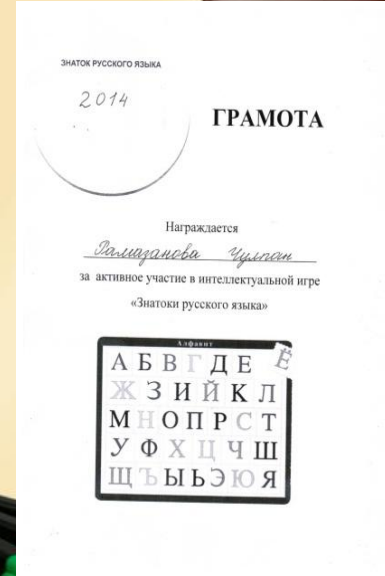 ЗНАТОК РУССКОГО ЯЗЫКА
2014
ГРАМОТА
Награждается
Рамазанова Чулпан
за активное участие в интеллектуальной игре
«Знатоки русского языка»
Алфавит
А Б В Г Д Е Ё
Ж З И Й К Л
М Н О П Р С Т
У Ф Х Ц Ч Ш
Щ Ъ Ы Ь Э Ю Я